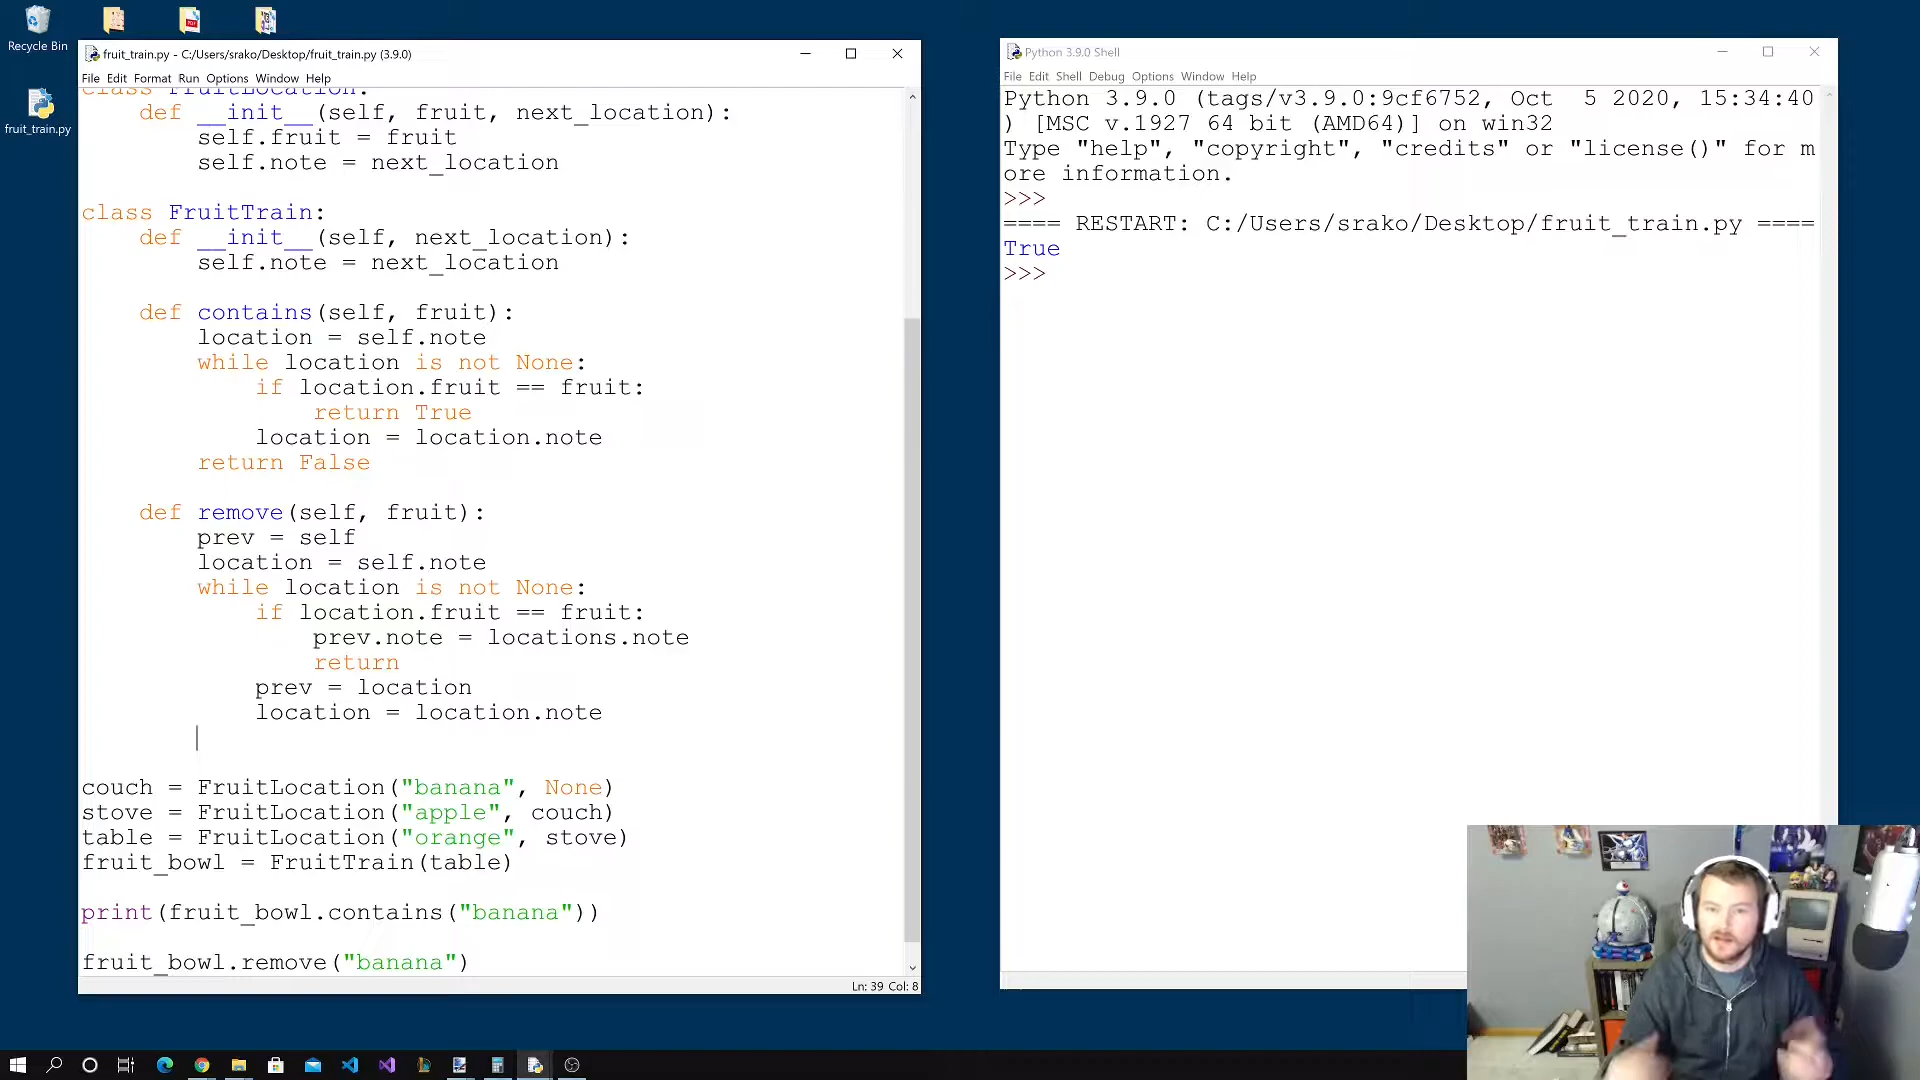 Recycle Bin
fruit_train.py
fruit_train.py - C:/Users/srako/Desktop/fruit_train.py (3.9.0)
File Edit Format Run Options Window Help
class FruitLocation:
    def __init__(self, fruit, next_location):
        self.fruit = fruit
        self.note = next_location
class FruitTrain:
    def __init__(self, next_location):
        self.note = next_location
    def contains(self, fruit):
        location = self.note
        while location is not None:
            if location.fruit == fruit:
                return True
            location = location.note
        return False
    def remove(self, fruit):
        prev = self
        location = self.note
        while location is not None:
            if location.fruit == fruit:
                prev.note = locations.note
                return
            prev = location
            location = location.note
couch = FruitLocation("banana", None)
stove = FruitLocation("apple", couch)
table = FruitLocation("orange", stove)
fruit_bowl = FruitTrain(table)
print(fruit_bowl.contains("banana"))
fruit_bowl.remove("banana")
Ln: 39 Col: 8
Python 3.9.0 Shell
File Edit Shell Debug Options Window Help
Python 3.9.0 (tags/v3.9.0:9cf6752, Oct  5 2020, 15:34:40
) [MSC v.1927 64 bit (AMD64)] on win32
Type "help", "copyright", "credits" or "license()" for m
ore information.
>>>
==== RESTART: C:/Users/srako/Desktop/fruit_train.py ====
True
>>>